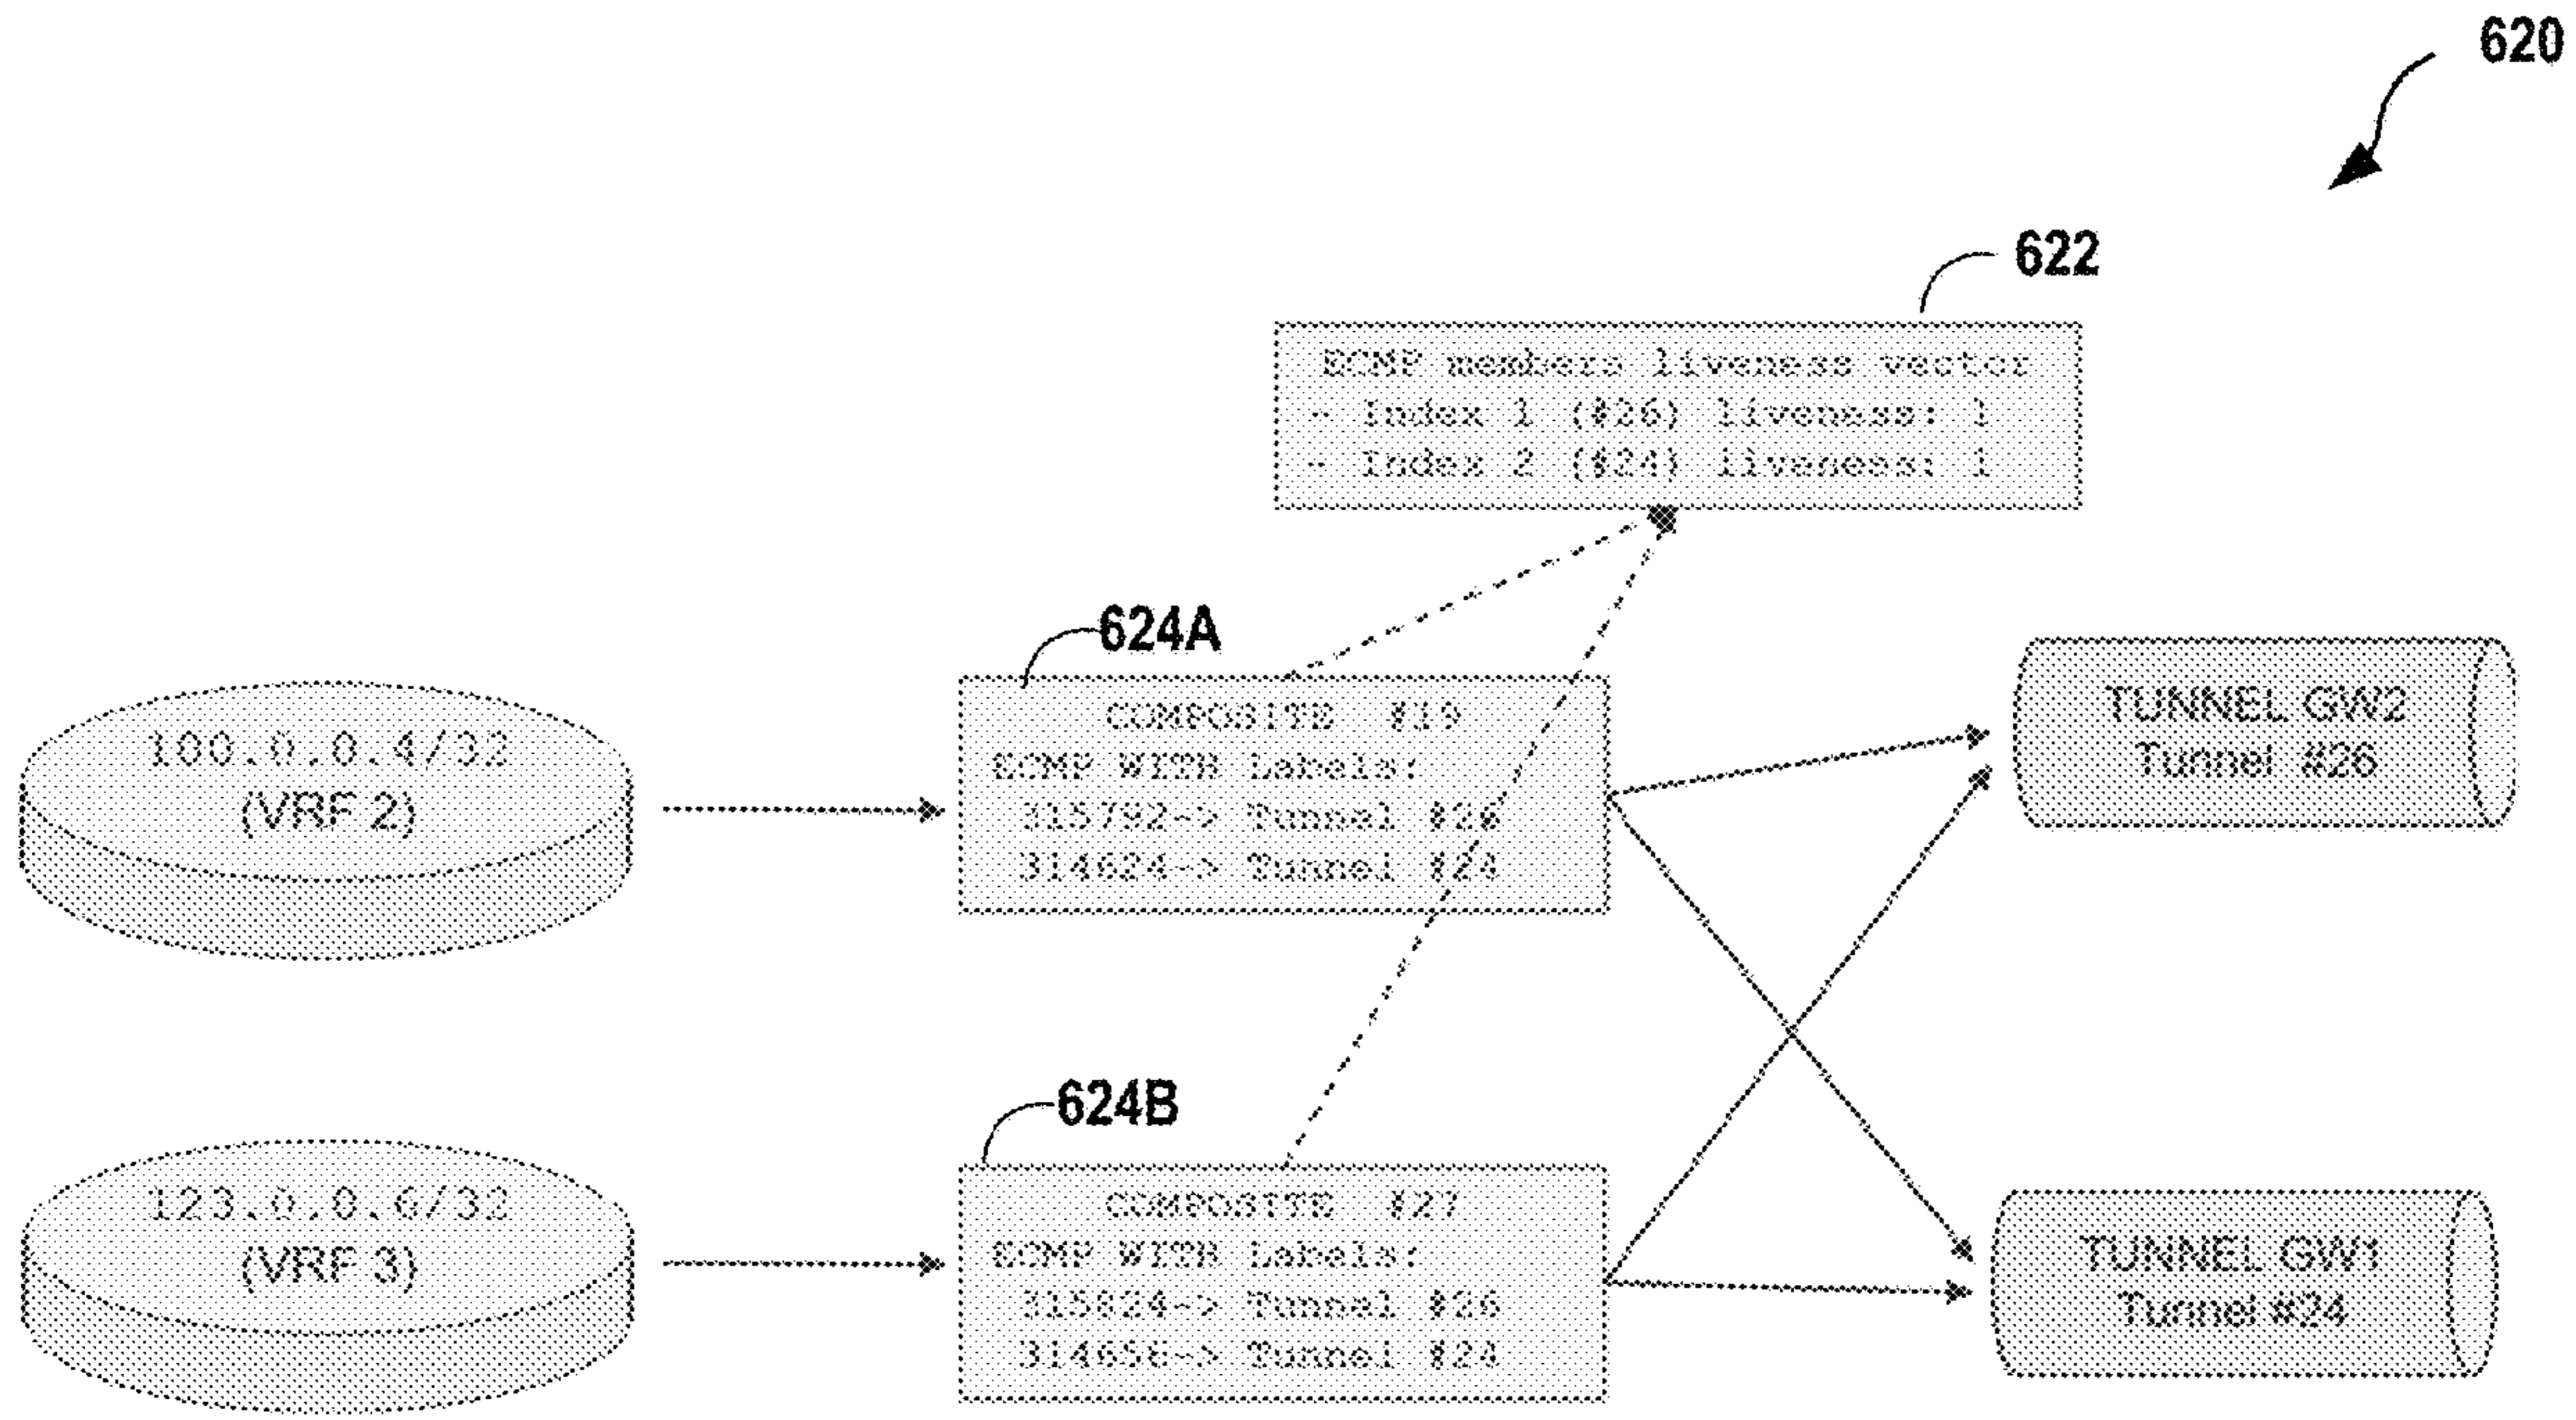 620
622
ECMP members liveness vector
- Index 1 (#26) liveness: 1
- Index 2 (#24) liveness: 1
624A
COMPOSITE #19
ECMP WITH Labels:
315792-> Tunnel #26
314624-> Tunnel #24
100.0.0.4/32
(VRF 2)
TUNNEL GW2
Tunnel #26
624B
COMPOSITE #27
ECMP WITH Labels:
315824-> Tunnel #26
314656-> Tunnel #24
123.0.0.6/32
(VRF 3)
TUNNEL GW1
Tunnel #24